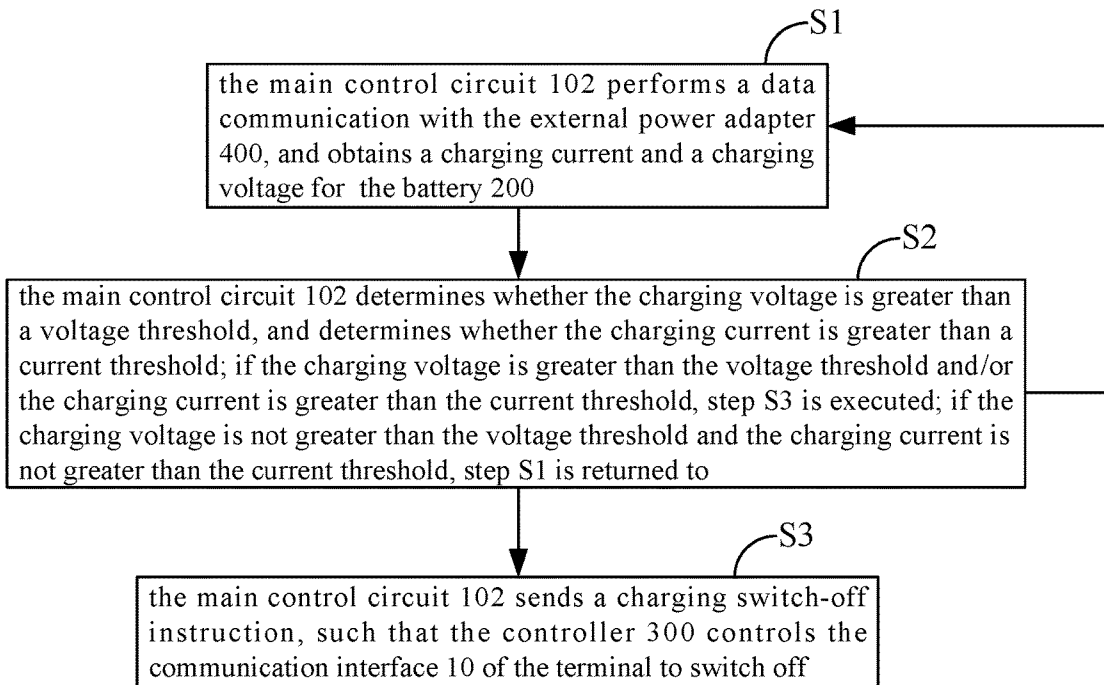 S1
the main control circuit 102 performs a data
communication with the external power adapter
400, and obtains a charging current and a charging
voltage for the battery 200
S2
the main control circuit 102 determines whether the charging voltage is greater than
a voltage threshold, and determines whether the charging current is greater than a
current threshold; if the charging voltage is greater than the voltage threshold and/or
the charging current is greater than the current threshold, step S3 is executed; if the
charging voltage is not greater than the voltage threshold and the charging current is
not greater than the current threshold, step S1 is returned to
S3
the main control circuit 102 sends a charging switch-off
instruction, such that the controller 300 controls the
communication interface 10 of the terminal to switch off